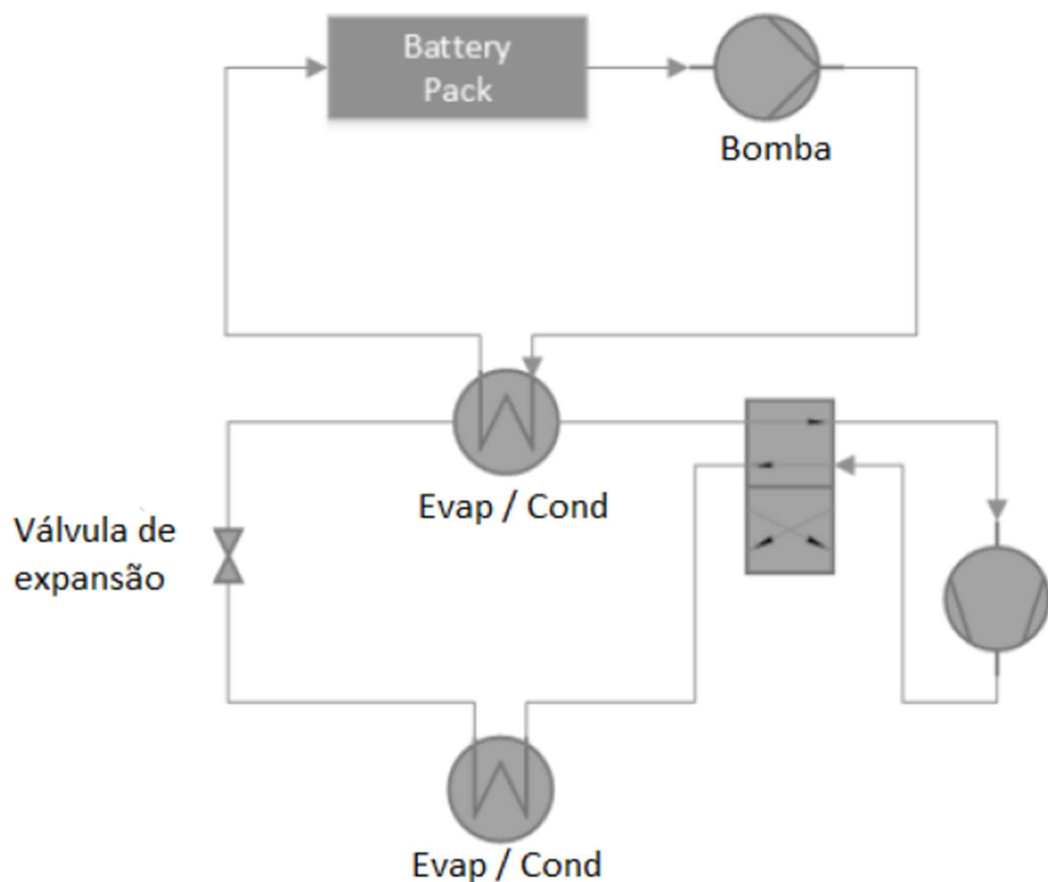 Battery
Pack
Bomba
Evap / Cond
Válvula de
expansão
Evap / Cond